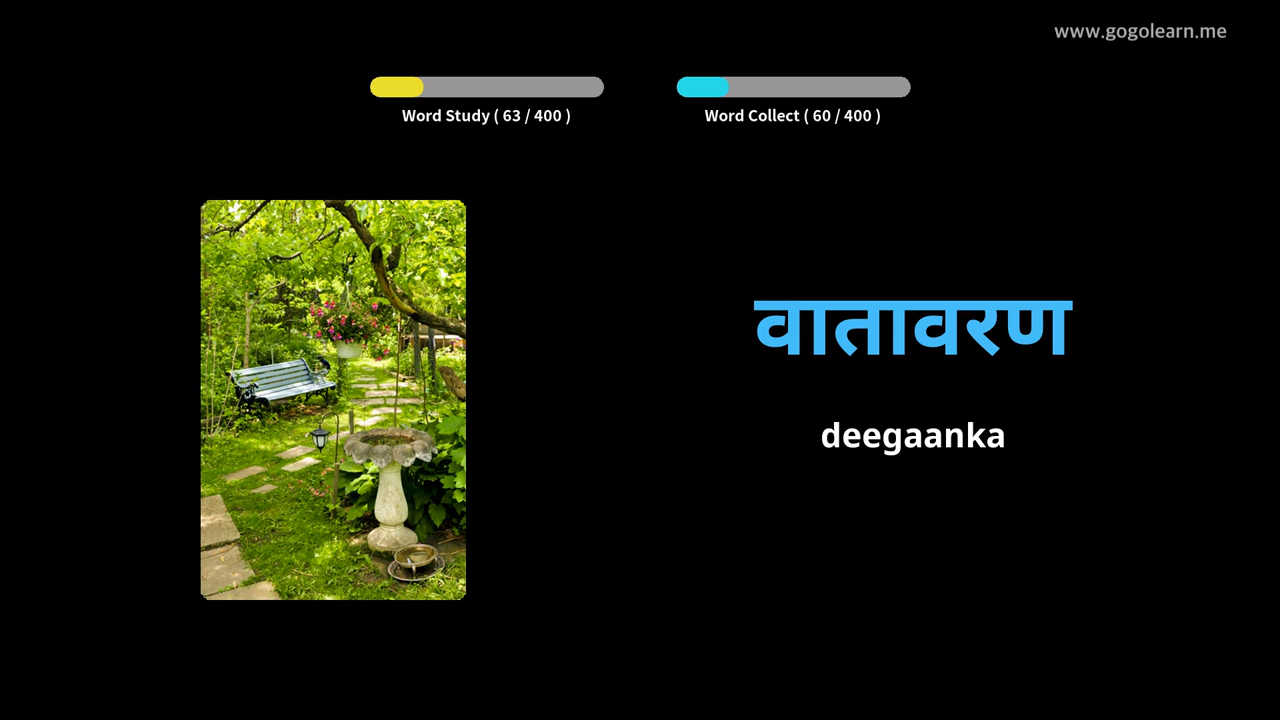 www.gogolearn.me
Word Study ( 63 / 400 )
Word Collect ( 60 / 400 )
वातावरण
deegaanka